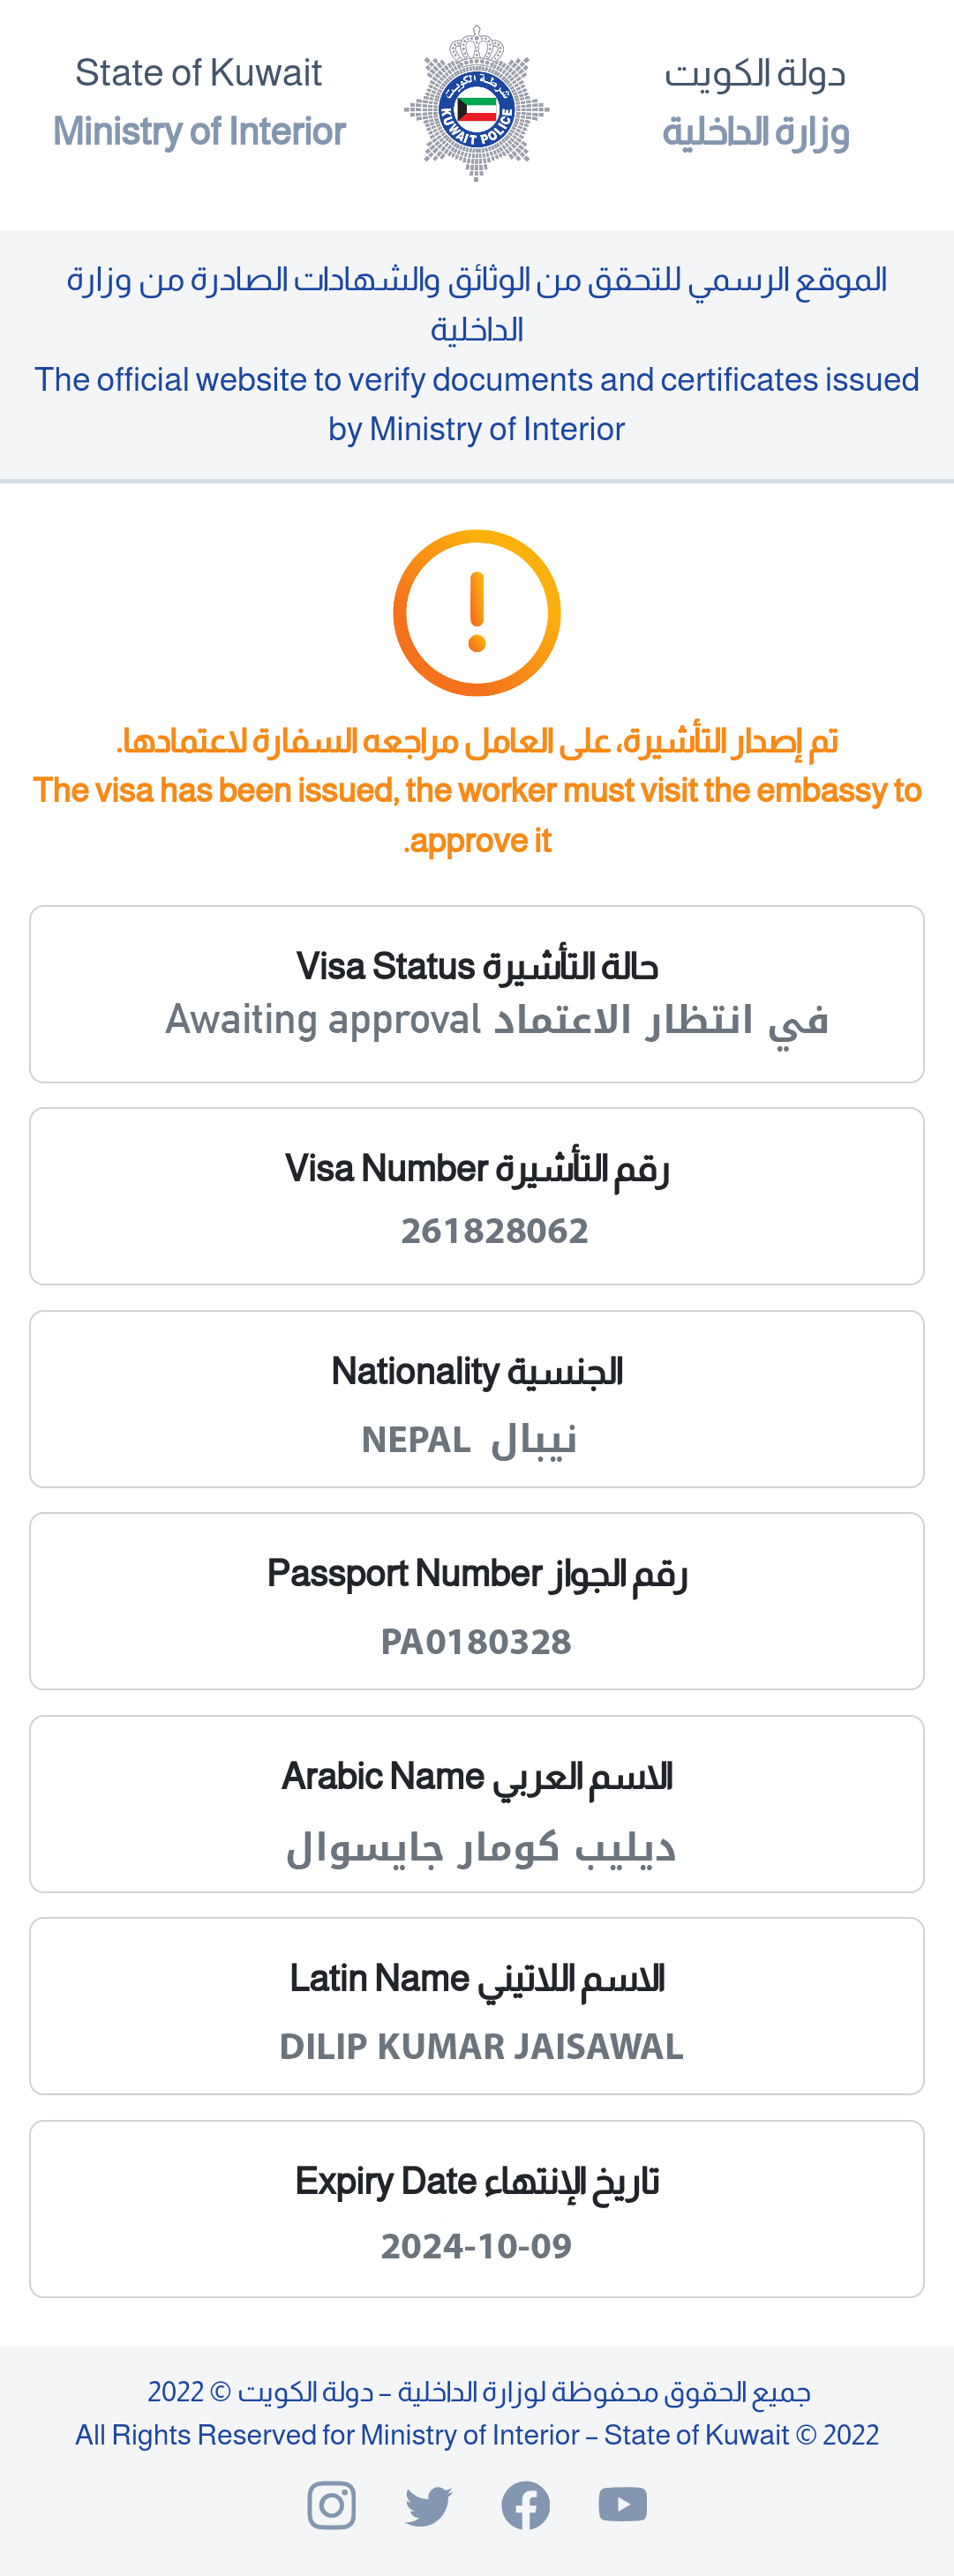 State of Kuwait
Ministry of Interior
شرطة الكويت
KUWAIT POLICE
دولة الكويت
وزارة الداخلية
الموقع الرسمي للتحقق من الوثائق والشهادات الصادرة من وزارة
الداخلية
The official website to verify documents and certificates issued
by Ministry of Interior
تم إصدار التأشيرة، على العامل مراجعه السفارة لاعتمادها.
The visa has been issued, the worker must visit the embassy to
.approve it
Visa Status حالة التأشيرة
Awaiting approval في انتظار الاعتماد
Visa Number رقم التأشيرة
261828062
Nationality الجنسية
NEPAL نيبال
Passport Number رقم الجواز
PA0180328
Arabic Name الاسم العربي
ديليب كومار جايسوال
Latin Name الاسم اللاتيني
DILIP KUMAR JAISAWAL
Expiry Date تاريخ الإنتهاء
2024-10-09
جميع الحقوق محفوظة لوزارة الداخلية – دولة الكويت © 2022
All Rights Reserved for Ministry of Interior – State of Kuwait © 2022